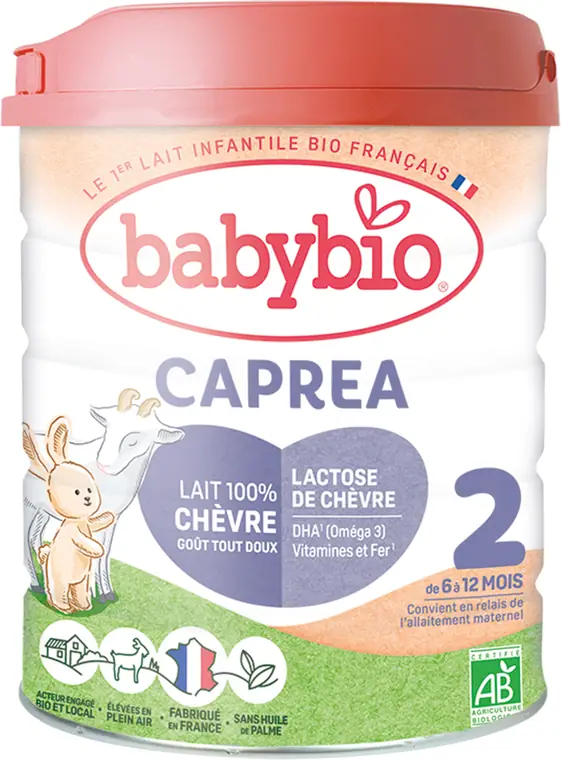 LE 1ER LAIT INFANTILE BIO FRANÇAIS
babybio®
CAPREA
LAIT 100%
CHÈVRE
GOÛT TOUT DOUX
LACTOSE
DE CHÈVRE
DHA¹ (Oméga 3)
Vitamines et Fer¹
2
de 6 à 12 MOIS
Convient en relais de
l'allaitement maternel
ACTEUR ENGAGÉ
BIO ET LOCAL
ÉLEVÉES EN
PLEIN AIR
FABRIQUÉ
EN FRANCE
SANS HUILE
DE PALME
AB
AGRICULTURE
BIOLOGIQUE